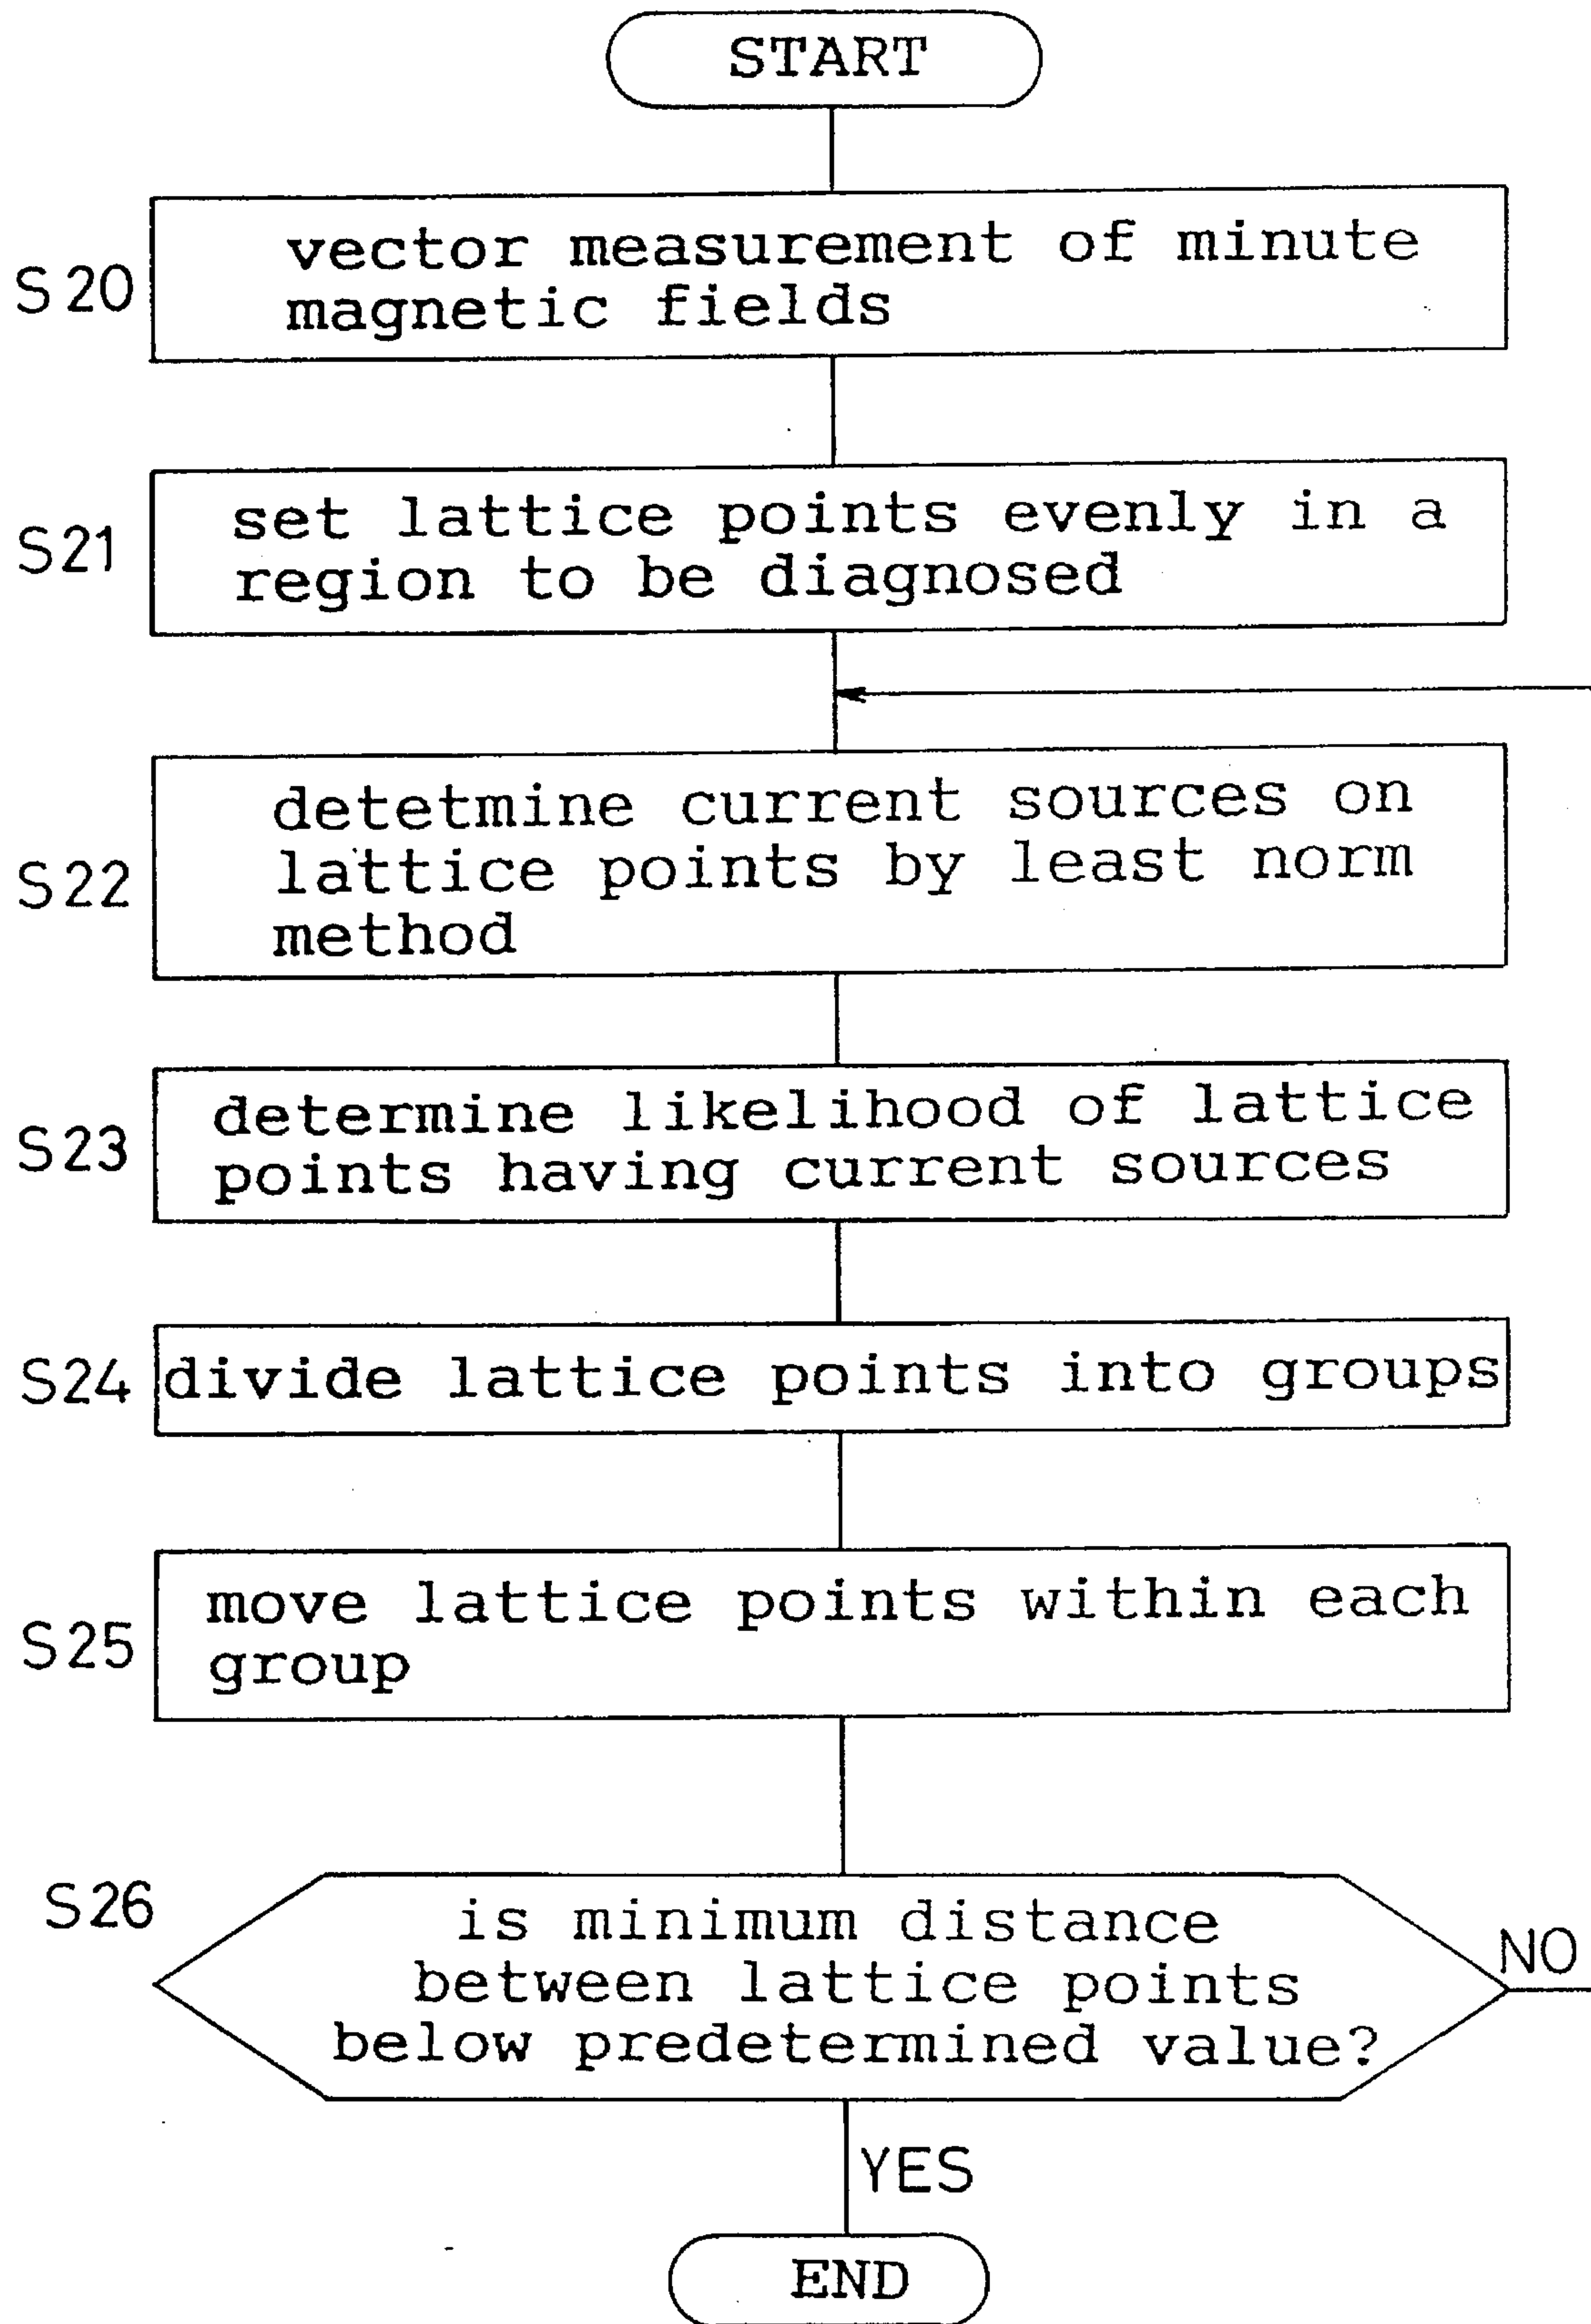 START
S20
vector measurement of minute
magnetic fields
S21
set lattice points evenly in a
region to be diagnosed
S22
detetmine current sources on
lattice points by least norm
method
S23
determine likelihood of lattice
points having current sources
S24
divide lattice points into groups
S25
move lattice points within each
group
S26
is minimum distance
between lattice points
below predetermined value?
NO
YES
END